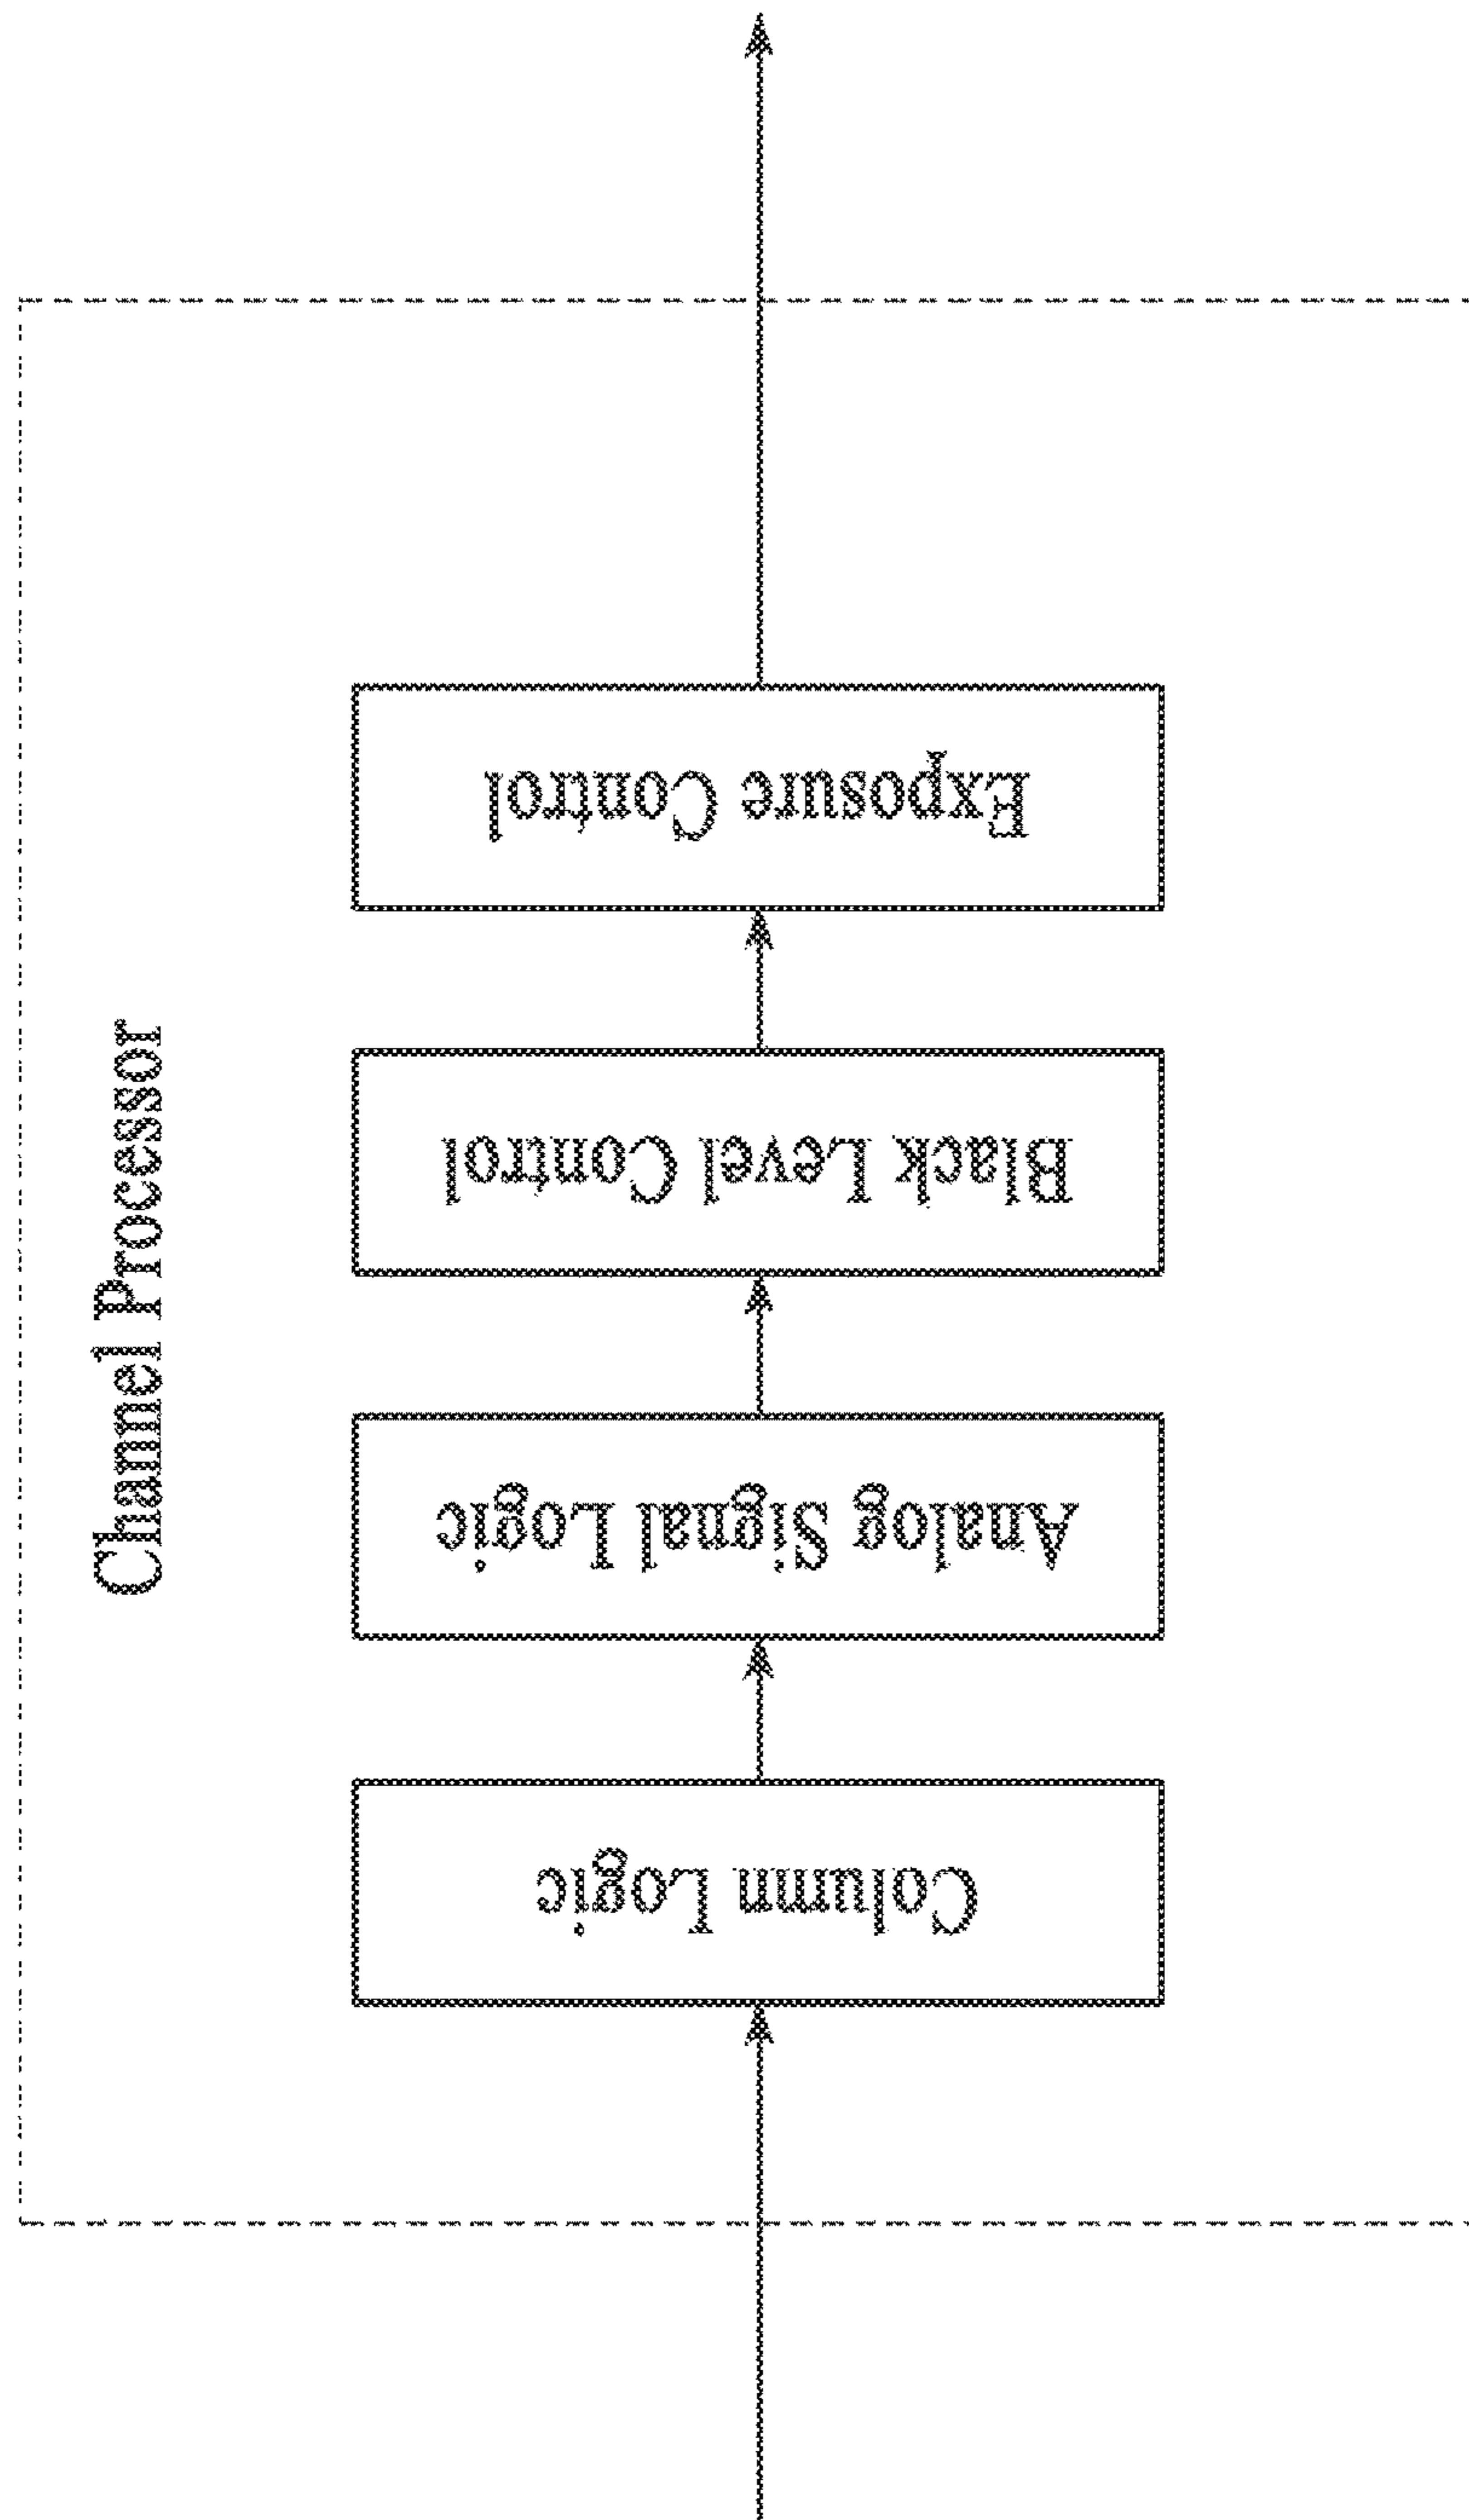 Channel Processor
Column Logic
Analog Signal Logic
Black Level Control
Exposure Control